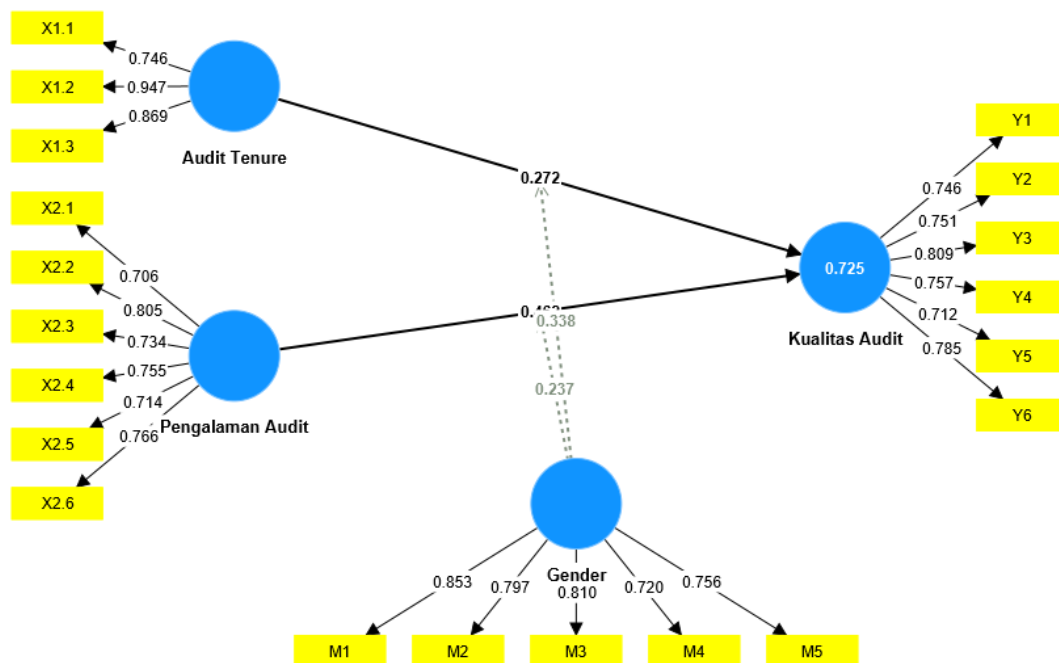 X1.1
X1.2
X1.3
0.746
0.947
0.869
Audit Tenure
X2.1
X2.2
X2.3
X2.4
X2.5
X2.6
0.706
0.805
0.734
0.755
0.714
0.766
Pengalaman Audit
0.272
0.338
0.237
0.725
Kualitas Audit
0.746
0.751
0.809
0.757
0.712
0.785
Y1
Y2
Y3
Y4
Y5
Y6
Gender
0.853
0.797
0.810
0.720
0.756
M1
M2
M3
M4
M5